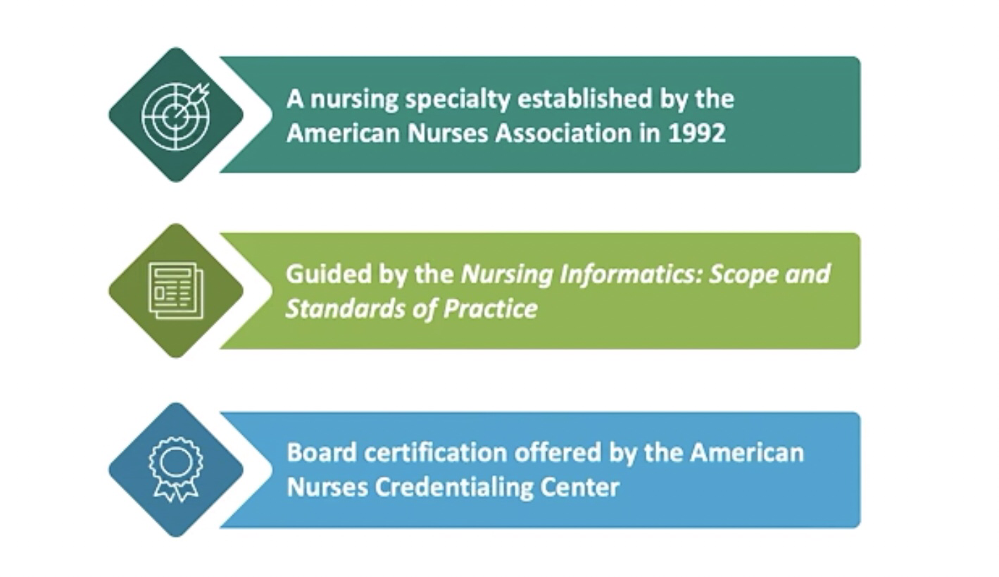 A nursing specialty established by the
American Nurses Association in 1992
Guided by the Nursing Informatics: Scope and
Standards of Practice
Board certification offered by the American
Nurses Credentialing Center